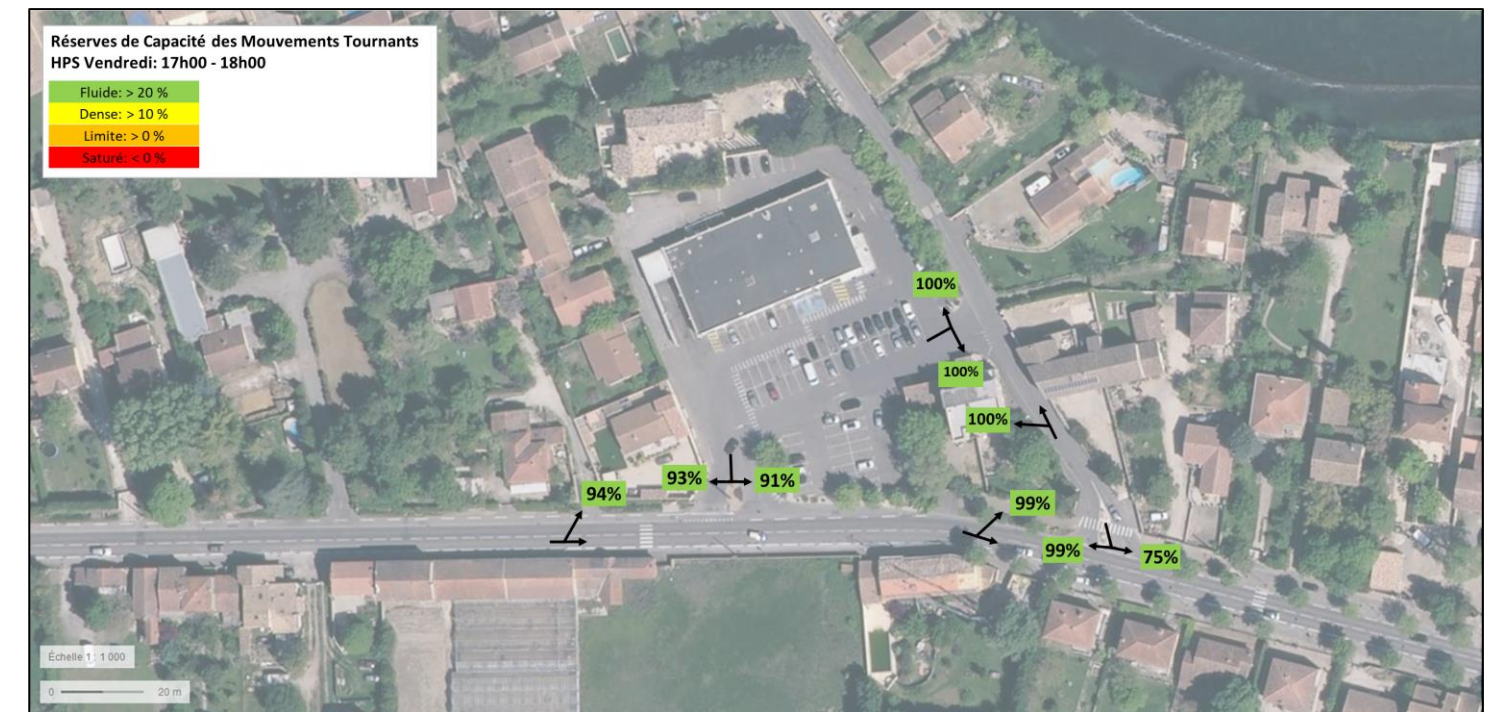 Réserves de Capacité des Mouvements Tournants
HPS Vendredi: 17h00 - 18h00
Fluide: > 20 %
Dense: > 10 %
Limite: > 0 %
Saturé: < 0 %
100%
100%
100%
93%
91%
94%
99%
99%
75%
Échelle 1 : 1 000
0
20 m